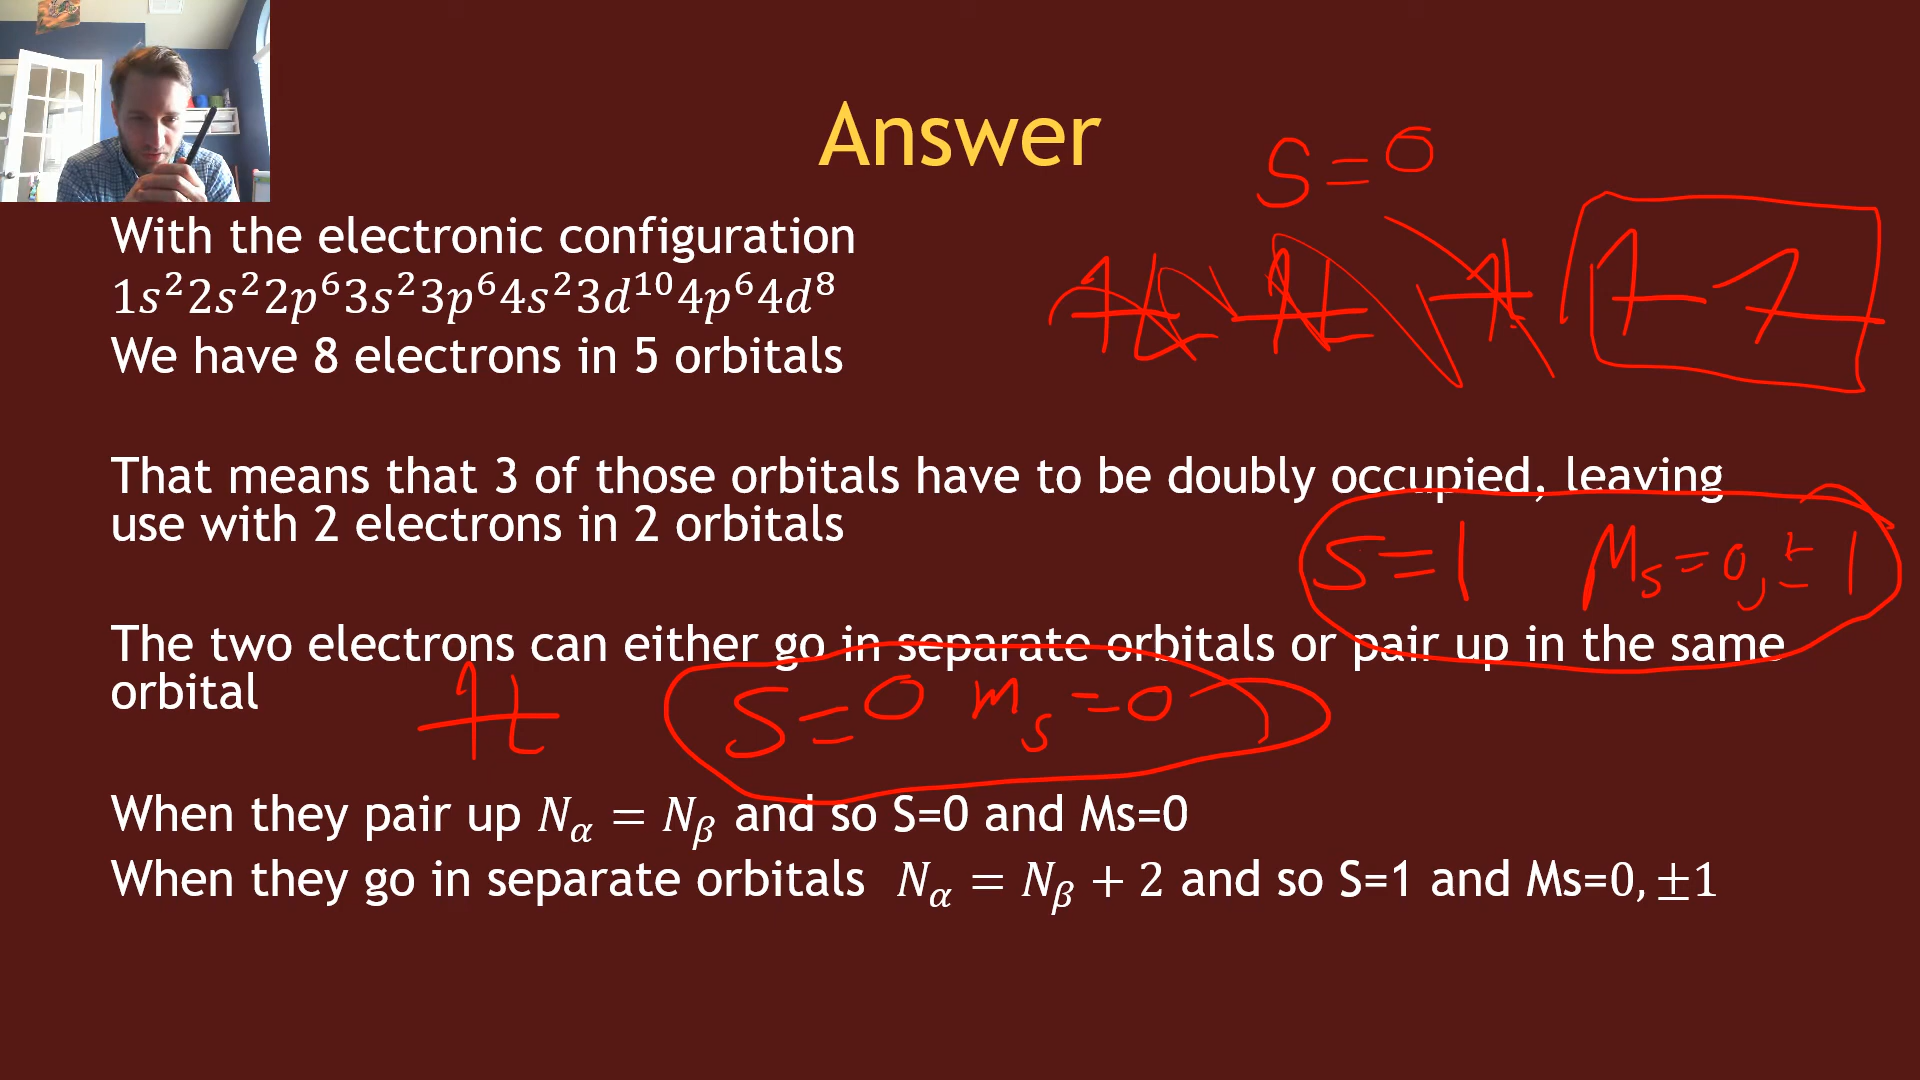 Answer
S=0
With the electronic configuration
1s²2s²2p⁶3s²3p⁶4s²3d¹⁰4p⁶4d⁸
We have 8 electrons in 5 orbitals
That means that 3 of those orbitals have to be doubly occupied, leaving
use with 2 electrons in 2 orbitals
S=1 Ms=0,±1
The two electrons can either go in separate orbitals or pair up in the same
orbital
S=0 ms=0
When they pair up Nα = Nβ and so S=0 and Ms=0
When they go in separate orbitals Nα = Nβ + 2 and so S=1 and Ms=0, ±1